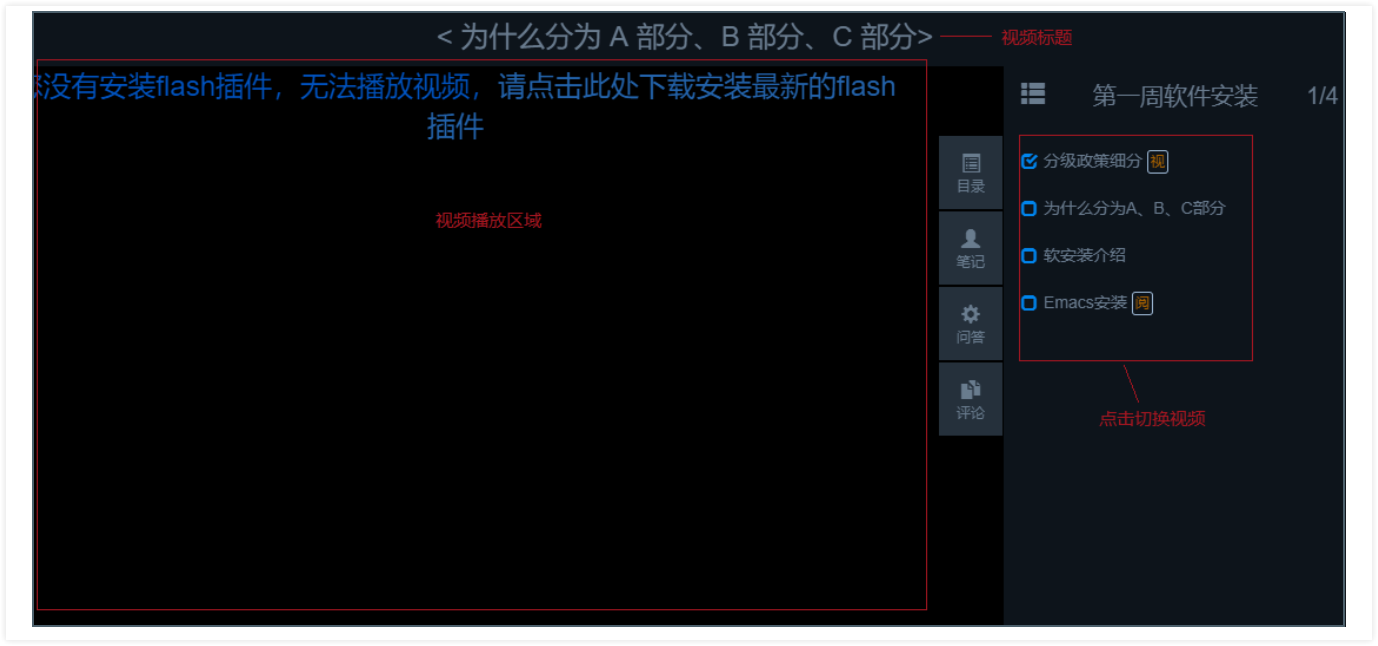 < 为什么分为 A 部分、B 部分、C 部分>
视频标题
没有安装flash插件，无法播放视频，请点击此处下载安装最新的flash
插件
视频播放区域
目录
笔记
问答
评论
第一周软件安装 1/4
分级政策细分 视
为什么分为A、B、C部分
软安装介绍
Emacs安装 阅
点击切换视频